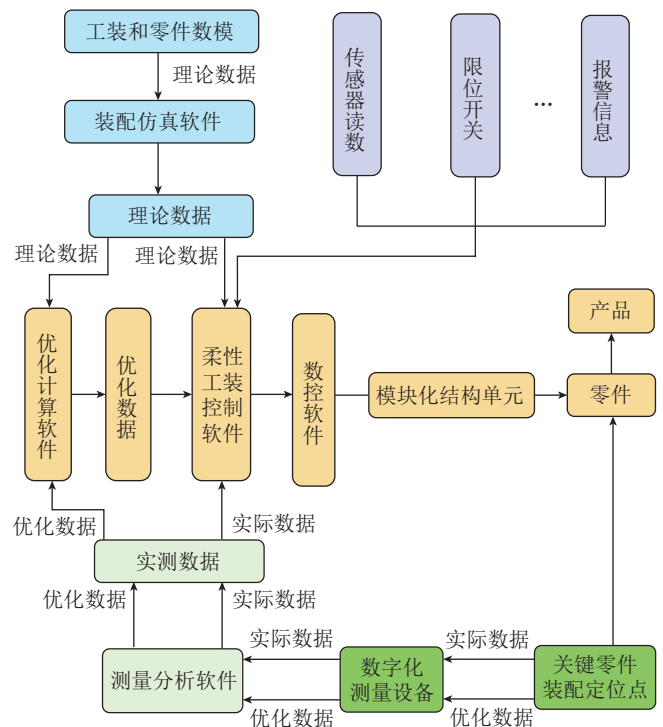 工装和零件数模
理论数据
装配仿真软件
理论数据
传感器读数
限位开关
...
报警信息
理论数据
理论数据
优化计算软件
优化数据
柔性
工装
控制
软件
数控软件
模块化结构单元
产品
零件
优化数据
实际数据
实测数据
优化数据
实际数据
测量分析软件
实际数据
优化数据
数字化
测量设备
实际数据
优化数据
关键零件
装配定位点